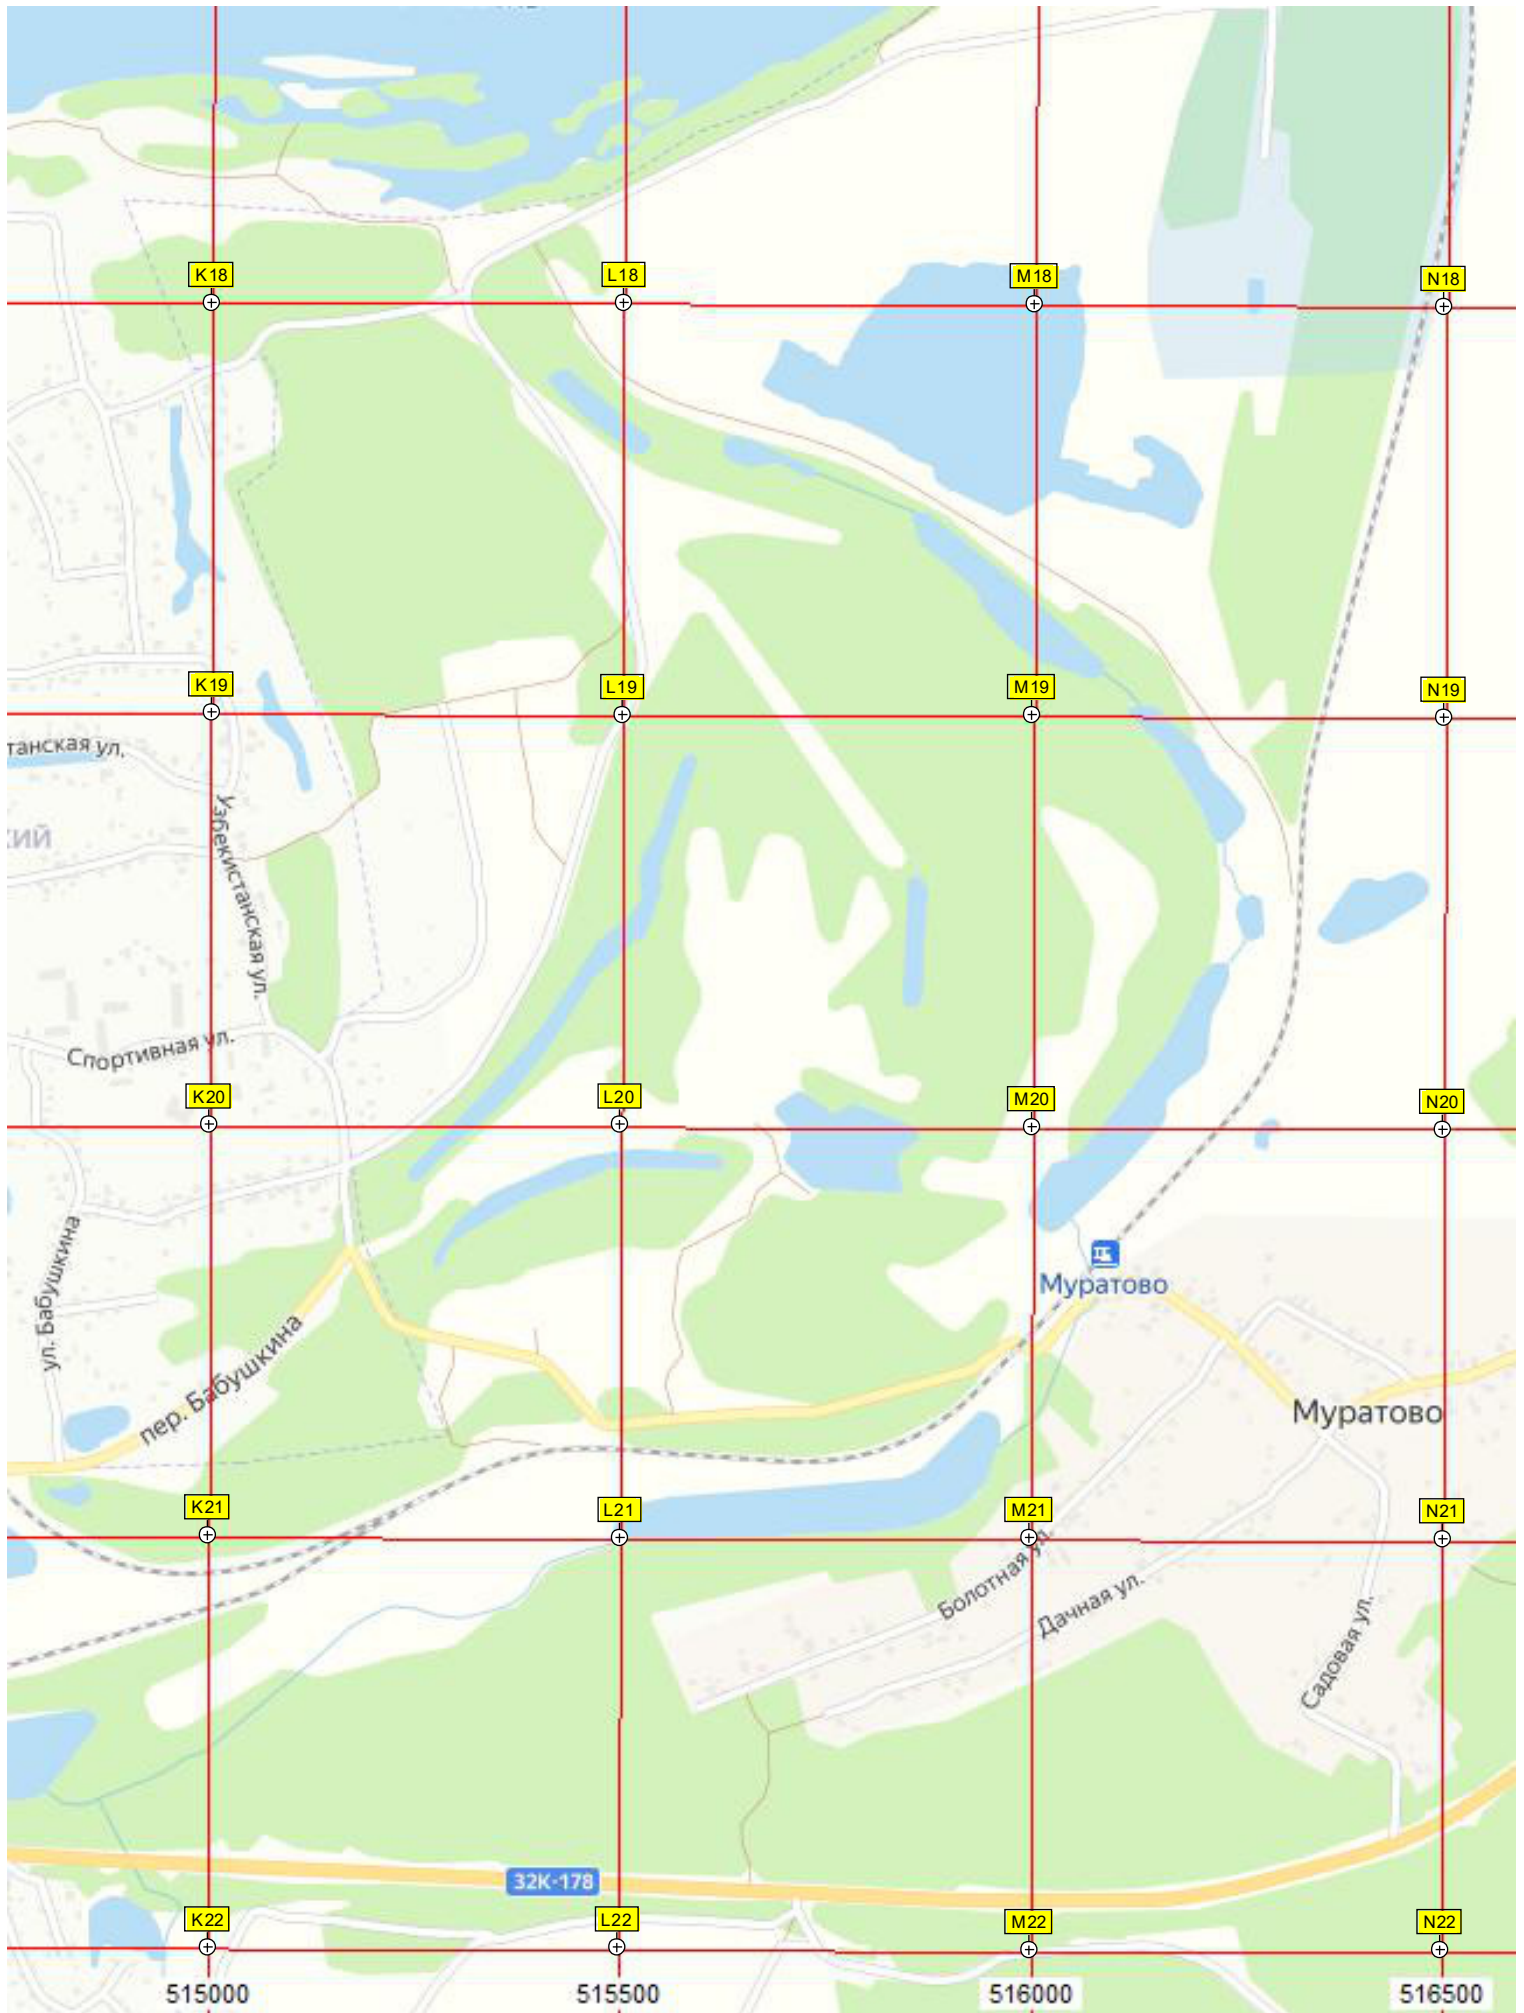 K18
L18
M18
N18
K19
L19
M19
N19
танская ул.
Узбекистанская ул.
кий
Спортивная ул.
K20
L20
M20
N20
ул. Бабушкина
Муратово
пер. Бабушкина
Муратово
K21
L21
M21
N21
Болотная ул.
Дачная ул.
Садовая ул.
32К-178
K22
L22
M22
N22
515000
515500
516000
516500